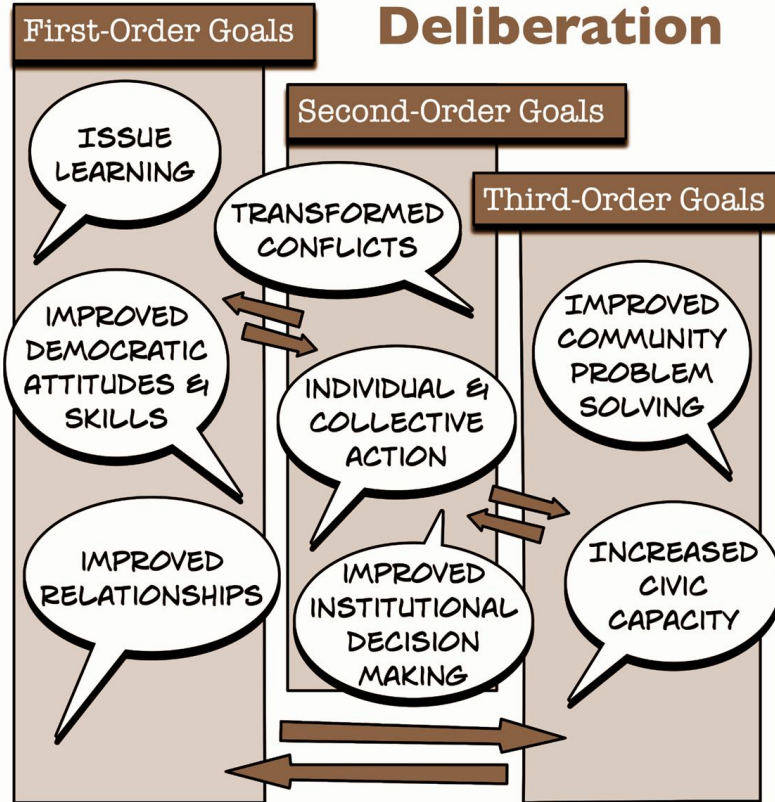 Deliberation
First-Order Goals
ISSUE
LEARNING
IMPROVED
DEMOCRATIC
ATTITUDES &
SKILLS
IMPROVED
RELATIONSHIPS
Second-Order Goals
TRANSFORMED
CONFLICTS
INDIVIDUAL &
COLLECTIVE
ACTION
IMPROVED
INSTITUTIONAL
DECISION
MAKING
Third-Order Goals
IMPROVED
COMMUNITY
PROBLEM
SOLVING
INCREASED
CIVIC
CAPACITY